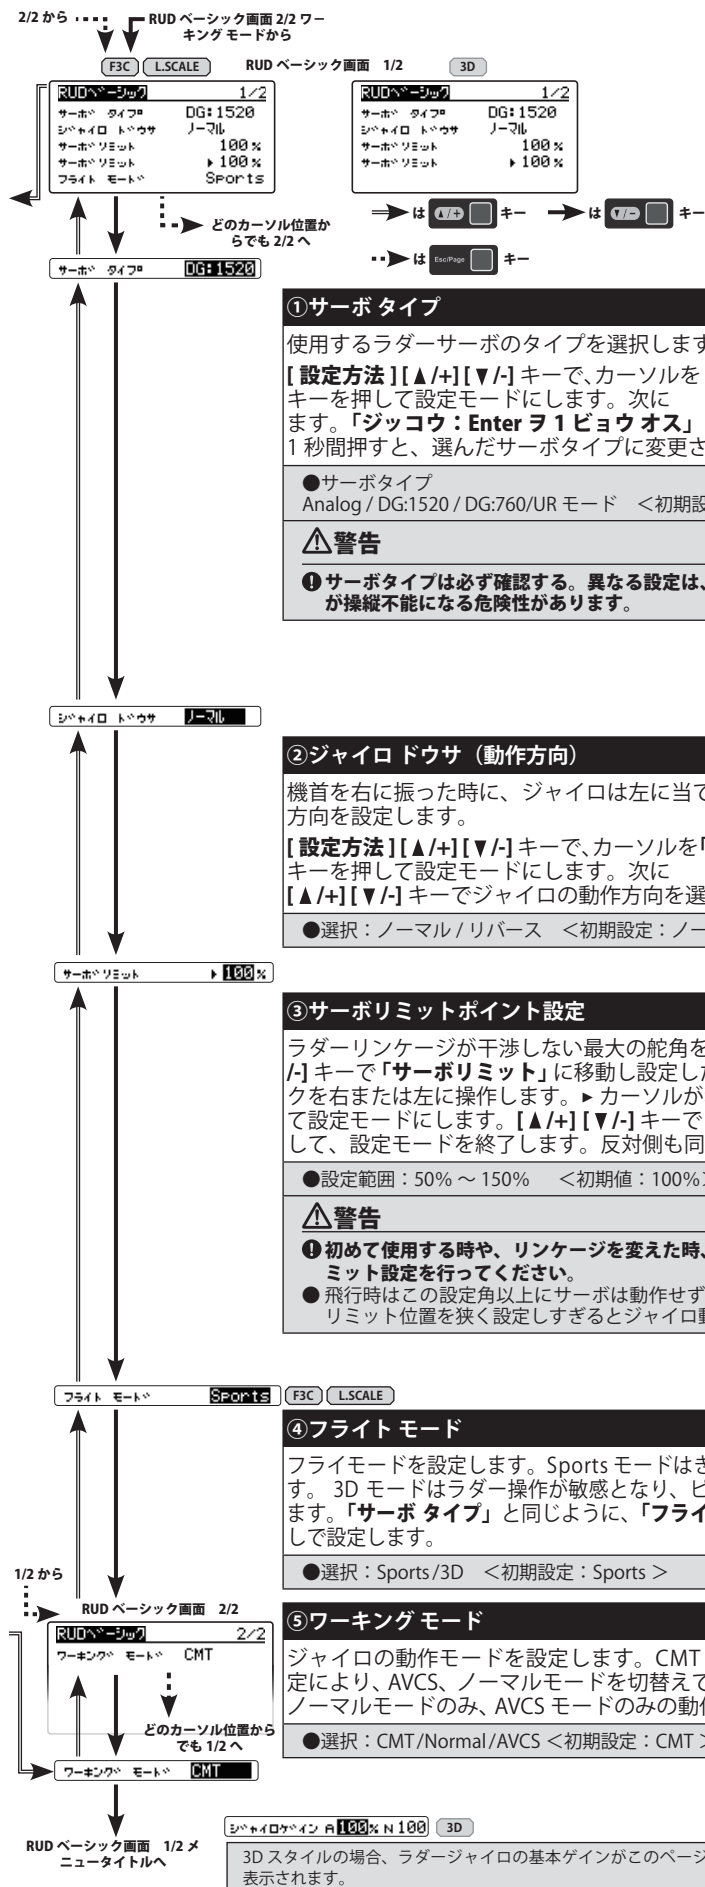 2/2 から
RUD ベーシック画面 2/2 ワー
キング モードから
F3C L.SCALE
RUD ベーシック画面 1/2
3D
RUDベーシック 1/2
サーボ タイプ DG:1520
ジャイロ ドウサ ノーマル
サーボリミット 100%
サーボリミット ▶100%
フライト モード Sports
RUDベーシック 1/2
サーボ タイプ DG:1520
ジャイロ ドウサ ノーマル
サーボリミット 100%
サーボリミット ▶100%
は ▲/+ キー
は ▼/- キー
は Esc/Page キー
どのカーソル位置か
らでも 2/2 へ
サーボ タイプ DG:1520
①サーボ タイプ
使用するラダーサーボのタイプを選択します
[ 設定方法 ] [▲/+] [▼/-] キーで、カーソルを
キーを押して設定モードにします。次に
ます。「ジッコウ：Enter ヲ 1 ビョウ オス」
1 秒間押すと、選んだサーボタイプに変更さ
●サーボタイプ
Analog / DG:1520 / DG:760/UR モード ＜初期設
警告
サーボタイプは必ず確認する。異なる設定は、
が操縦不能になる危険性があります。
ジャイロ ドウサ ノーマル
②ジャイロ ドウサ（動作方向）
機首を右に振った時に、ジャイロは左に当て
方向を設定します。
[ 設定方法 ] [▲/+] [▼/-] キーで、カーソルを「
キーを押して設定モードにします。次に
[▲/+] [▼/-] キーでジャイロの動作方向を選
●選択：ノーマル / リバース ＜初期設定：ノー
サーボリミット ▶100%
③サーボリミットポイント設定
ラダーリンケージが干渉しない最大の舵角を
/-] キーで「サーボリミット」に移動し設定した
クを右または左に操作します。▶ カーソルが
て設定モードにします。[▲/+] [▼/-] キーで
して、設定モードを終了します。反対側も同
●設定範囲：50% ～ 150% ＜初期値：100%＞
警告
初めて使用する時や、リンケージを変えた時、
ミット設定を行ってください。
● 飛行時はこの設定角以上にサーボは動作せず
リミット位置を狭く設定しすぎるとジャイロ動
フライト モード Sports
F3C L.SCALE
④フライト モード
フライモードを設定します。Sports モードはき
す。 3D モードはラダー操作が敏感となり、ピ
ます。「サーボ タイプ」と同じように、「フライ
しで設定します。
●選択：Sports/3D ＜初期設定：Sports ＞
1/2 から
RUD ベーシック画面 2/2
RUDベーシック 2/2
ワーキング モード CMT
どのカーソル位置から
でも 1/2 へ
ワーキング モード CMT
RUD ベーシック画面 1/2 メ
ニュータイトルへ
⑤ワーキング モード
ジャイロの動作モードを設定します。CMT
定により、AVCS、ノーマルモードを切替えて
ノーマルモードのみ、AVCS モードのみの動作
●選択：CMT/Normal/AVCS ＜初期設定：CMT ＞
ジャイロゲイン A100% N100 3D
3D スタイルの場合、ラダージャイロの基本ゲインがこのページ
表示されます。